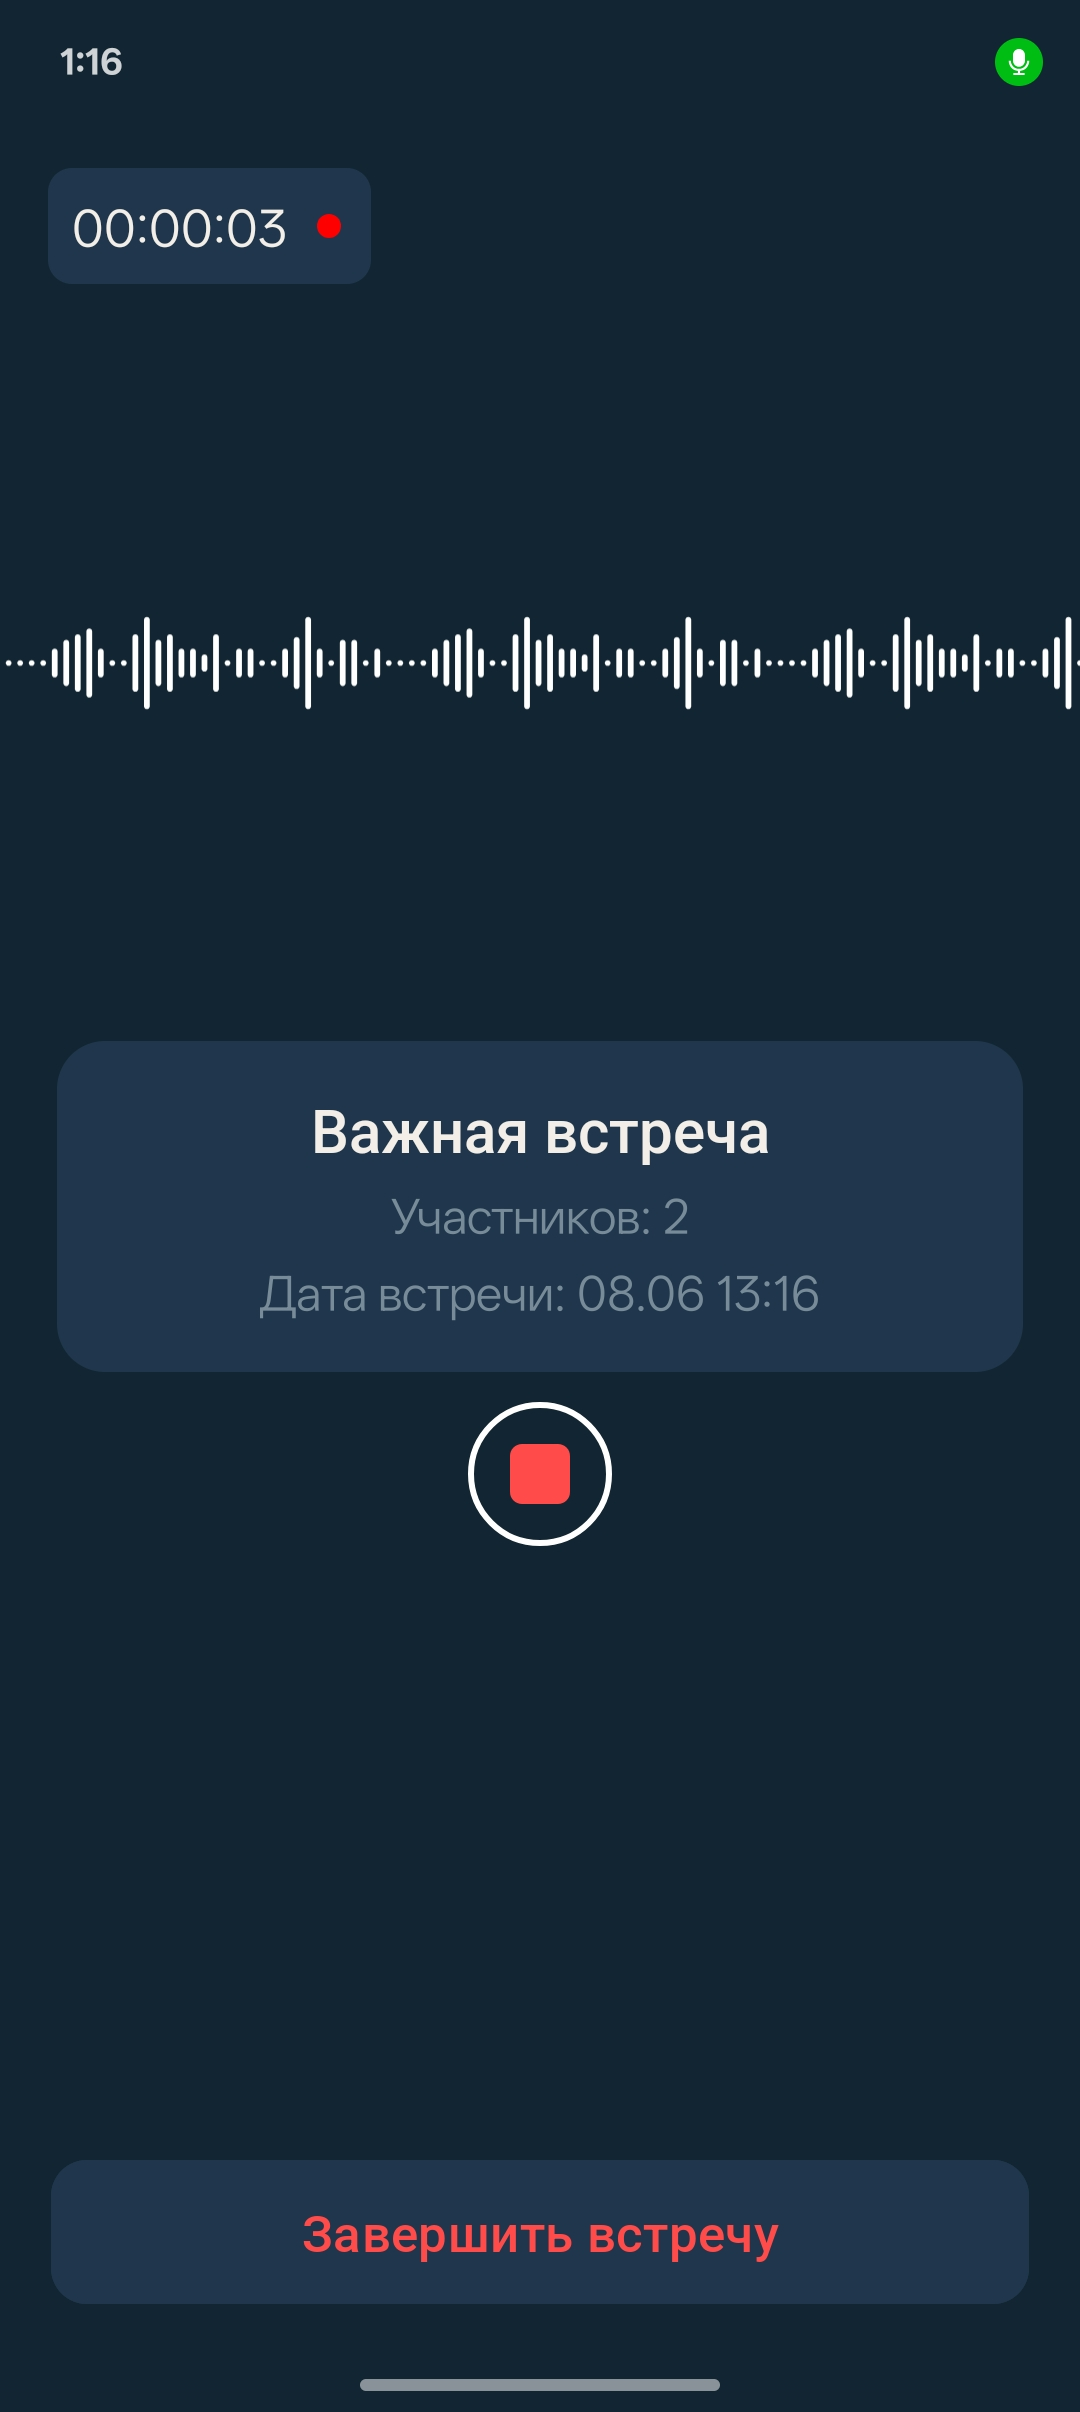 1:16
00:00:03
Важная встреча
Участников: 2
Дата встречи: 08.06 13:16
Завершить встречу